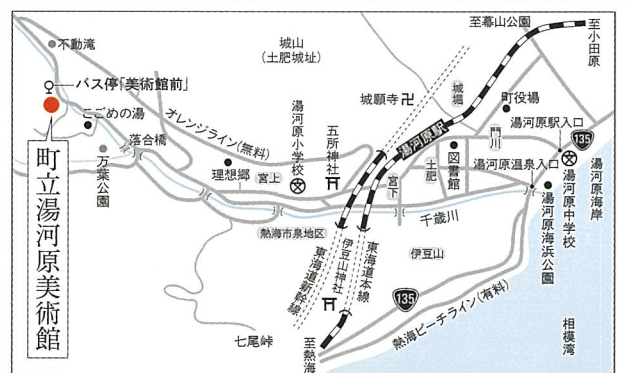 至幕山公園
至小田原
不動滝
城山
(土肥城址)
バス停「美術館前」
城願寺
城堀
町役場
こごめの湯
オレンジライン(無料)
湯河原小学校
五所神社
湯河原駅
門川
湯河原駅入口
135
落合橋
万葉公園
理想郷
宮上
宮下
土肥
図書館
湯河原温泉入口
湯河原中学校
湯河原海岸
湯河原海浜公園
町立湯河原美術館
千歳川
熱海市泉地区
東海道新幹線
伊豆山神社
東海道本線
伊豆山
135
熱海ビーチライン(有料)
七尾峠
至熱海
相模湾